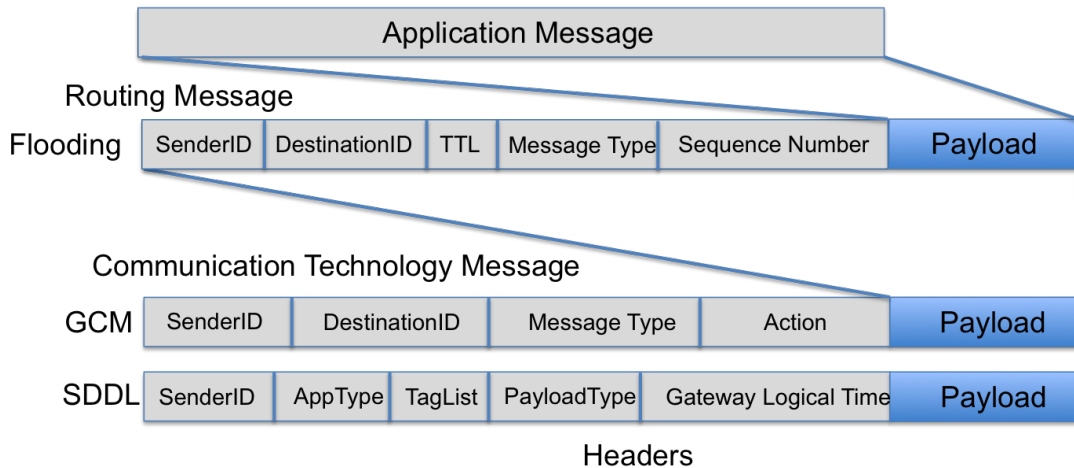 Application Message
Routing Message
Flooding SenderID DestinationID TTL Message Type Sequence Number Payload
Communication Technology Message
GCM SenderID DestinationID Message Type Action Payload
SDDL SenderID AppType TagList PayloadType Gateway Logical Time Payload
Headers